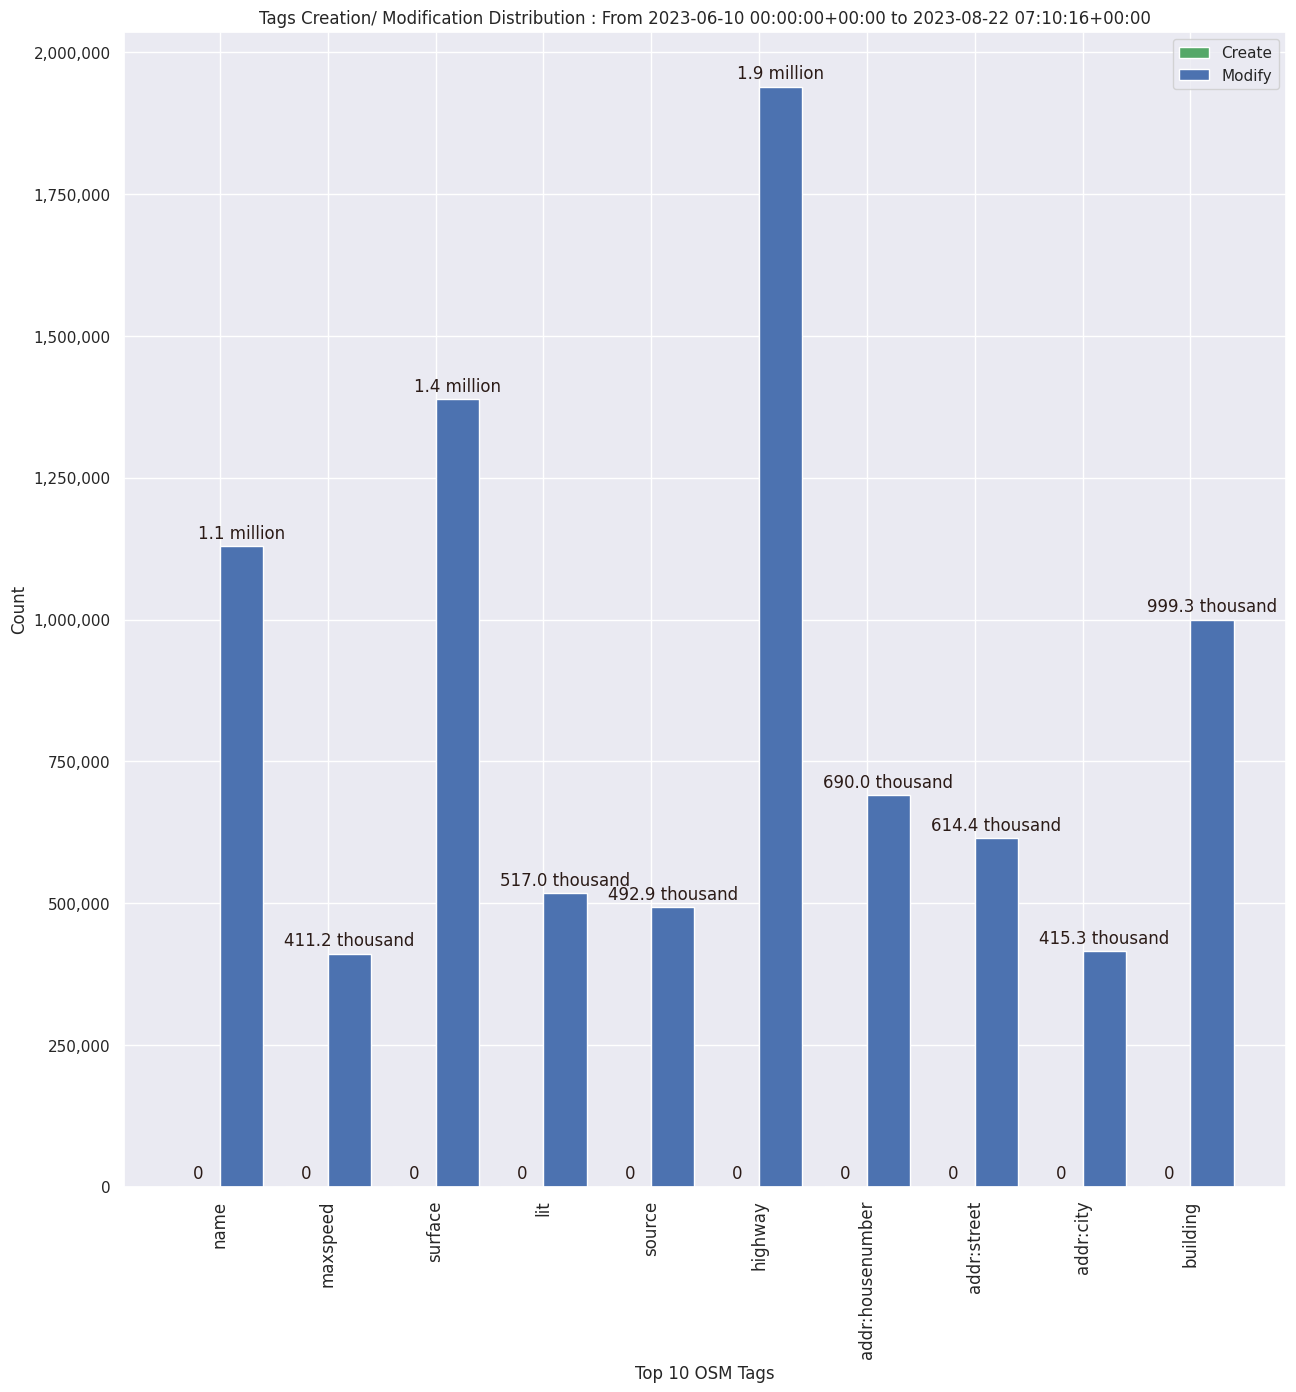 Tags Creation/ Modification Distribution : From 2023-06-10 00:00:00+00:00 to 2023-08-22 07:10:16+00:00
Create
Modify
2,000,000
1,750,000
1,500,000
1,250,000
1,000,000
750,000
500,000
250,000
0
Count
1.1 million
411.2 thousand
1.4 million
517.0 thousand
492.9 thousand
1.9 million
690.0 thousand
614.4 thousand
415.3 thousand
999.3 thousand
0
0
0
0
0
0
0
0
0
0
name
maxspeed
surface
lit
source
highway
addr:housenumber
addr:street
addr:city
building
Top 10 OSM Tags